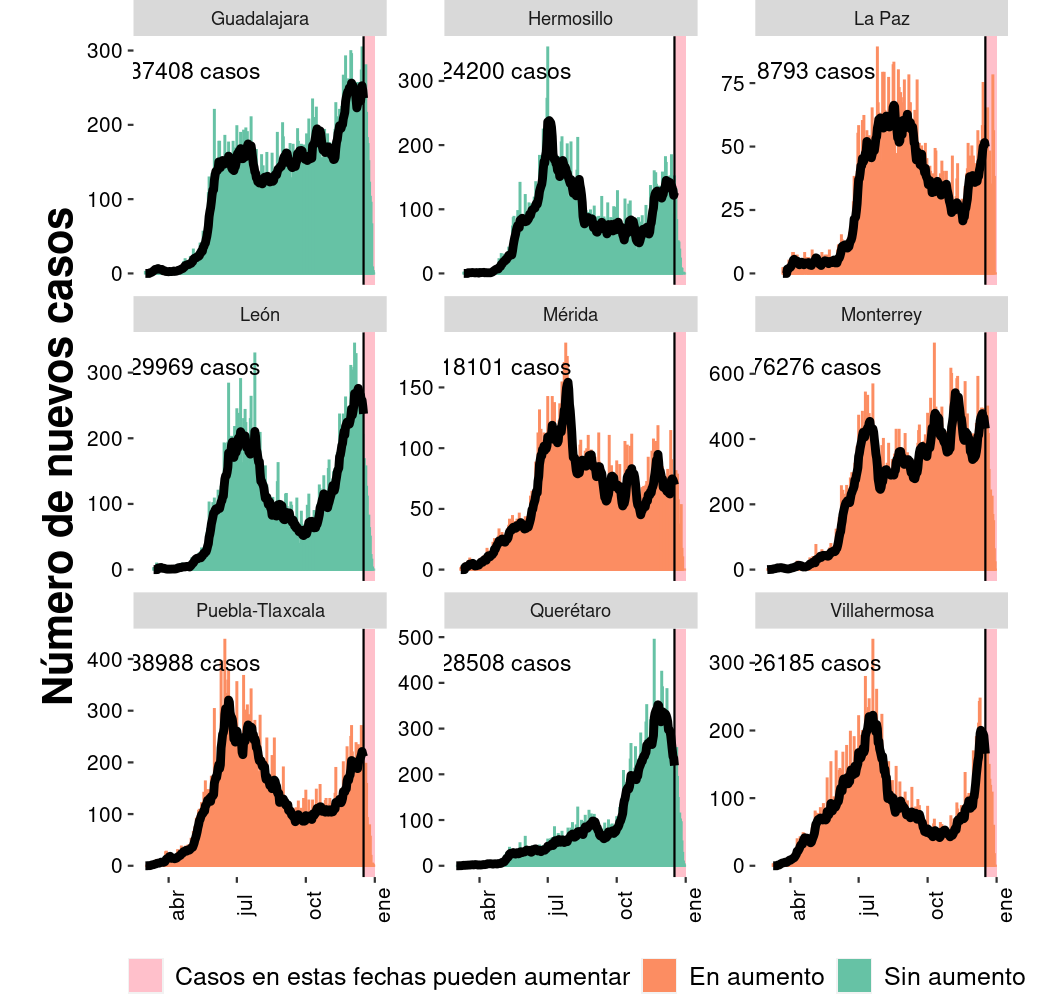 Número de nuevos casos
Guadalajara
Hermosillo
La Paz
37408 casos
24200 casos
8793 casos
300
200
100
0
300
200
100
0
75
50
25
0
León
Mérida
Monterrey
29969 casos
18101 casos
76276 casos
300
200
100
0
150
100
50
0
600
400
200
0
Puebla-Tlaxcala
Querétaro
Villahermosa
38988 casos
28508 casos
26185 casos
400
300
200
100
0
500
400
300
200
100
0
300
200
100
0
abr jul oct ene
abr jul oct ene
abr jul oct ene
Casos en estas fechas pueden aumentar En aumento Sin aumento